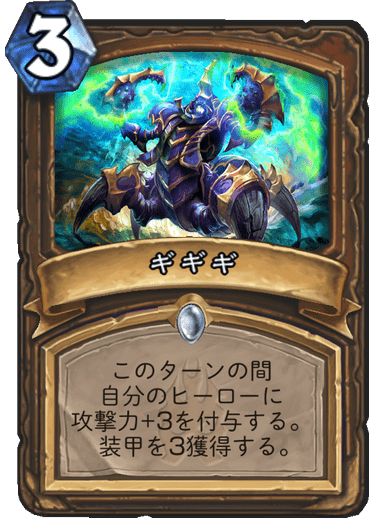 3
ギギギ
このターンの間
自分のヒーローに
攻撃力+3を付与する。
装甲を3獲得する。